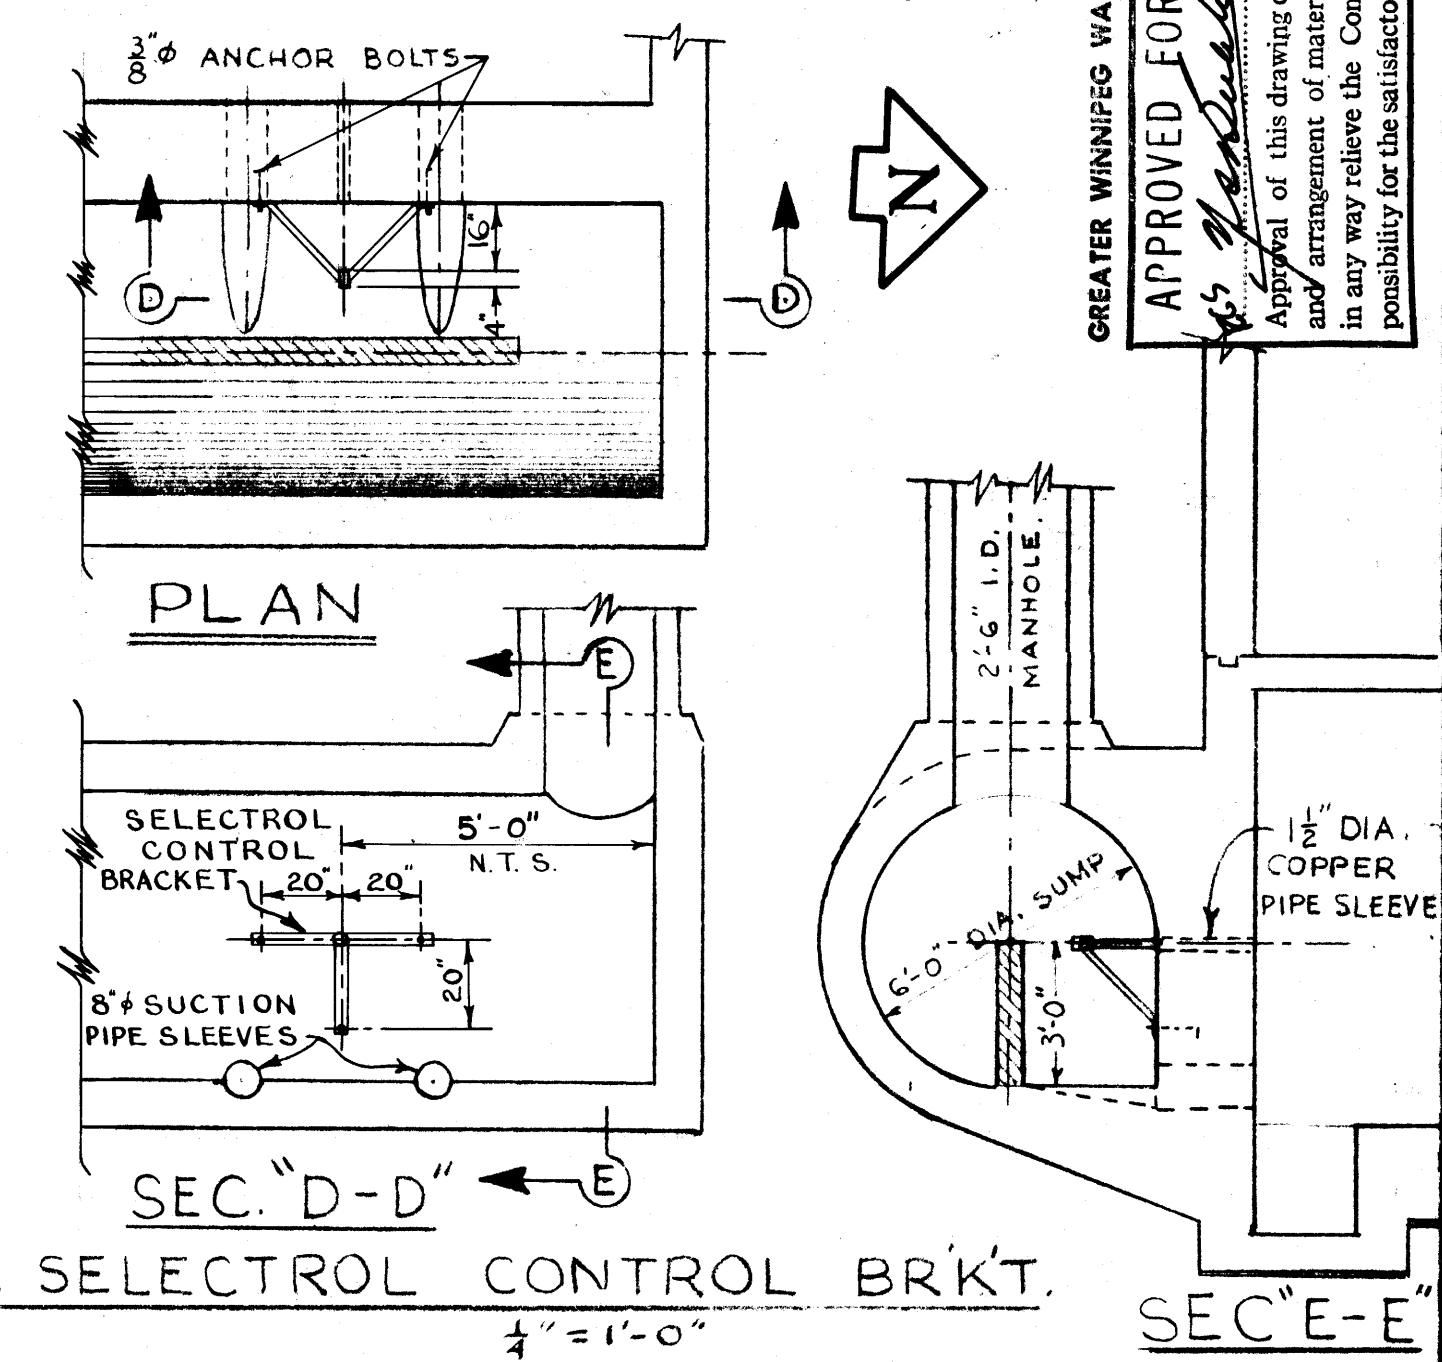 3/8"ϕ ANCHOR BOLTS
16"
4"
D
D
N
PLAN
GREATER WINNIPEG WA
APPROVED FOR
Approval of this drawing
and arrangement of mater
in any way relieve the Con
ponsibility for the satisfacto
E
SELECTROL
CONTROL
BRACKET
5'-0"
N.T.S.
20" 20"
20"
8"ϕ SUCTION
PIPE SLEEVES
E
SEC. "D-D"
2'-6" I.D.
MANHOLE.
6'-0" DIA. SUMP
3'-0"
1 1/2" DIA.
COPPER
PIPE SLEEVE
SELECTROL CONTROL BR'K'T.
1/4" = 1'-0"
SEC "E-E"